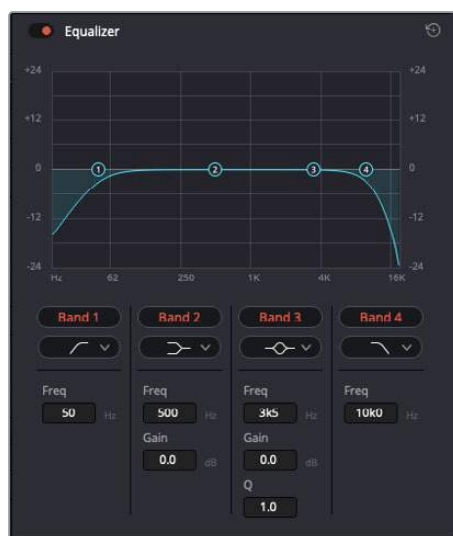 Equalizer
+24 +24
+12 +12
1 2 3 4
0 0
-12 -12
-24 -24
Hz 62 250 1K 4K 16K
Band 1 Band 2 Band 3 Band 4
Freq Freq Freq Freq
50 Hz 500 Hz 3k5 Hz 10k0 Hz
Gain Gain
0.0 dB 0.0 dB
Q
1.0